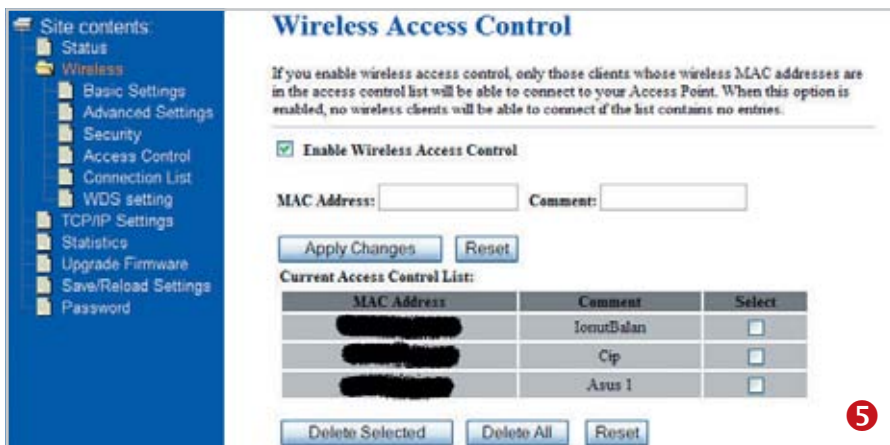 Site contents:
Status
Wireless
Basic Settings
Advanced Settings
Security
Access Control
Connection List
WDS setting
TCP/IP Settings
Statistics
Upgrade Firmware
Save/Reload Settings
Password
Wireless Access Control
If you enable wireless access control, only those clients whose wireless MAC addresses are
in the access control list will be able to connect to your Access Point. When this option is
enabled, no wireless clients will be able to connect if the list contains no entries.
Enable Wireless Access Control
MAC Address: Comment:
Apply Changes Reset
Current Access Control List:
MAC Address Comment Select
IonutBalan
Cip
Asus 1
Delete Selected Delete All Reset
5